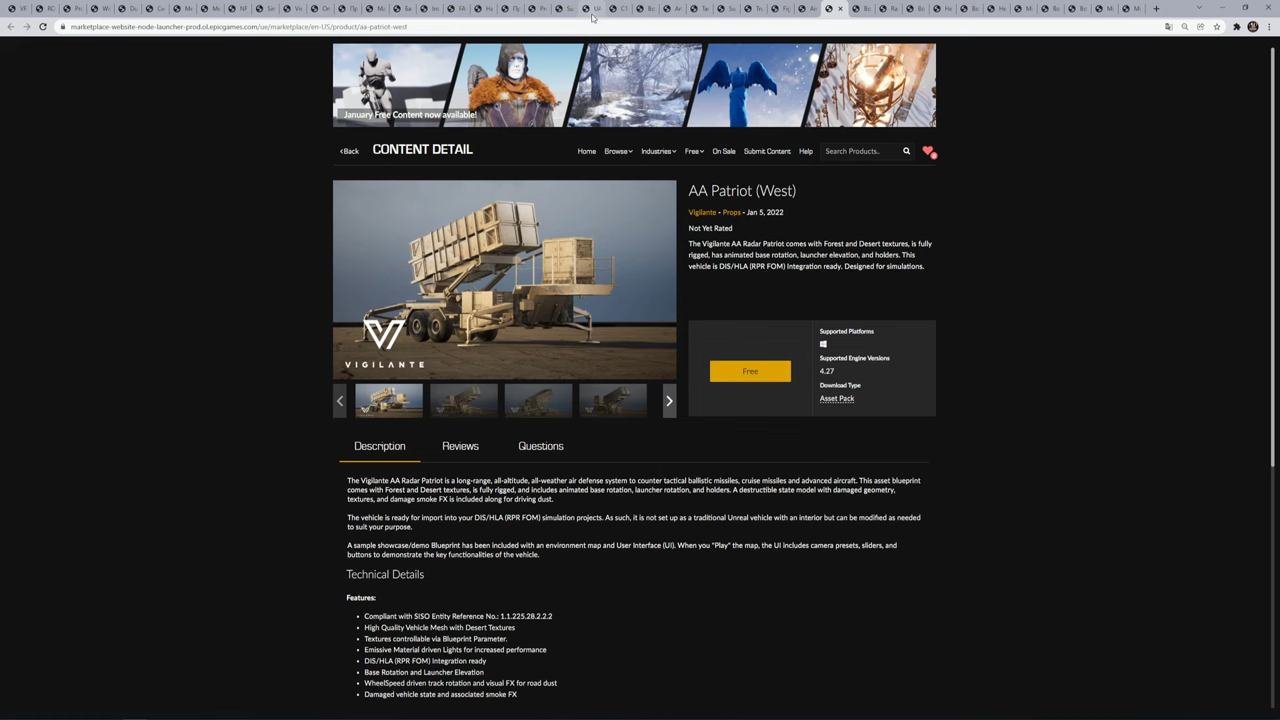 marketplace-website-node-launcher-prod.ol.epicgames.com/ue/marketplace/en-US/product/aa-patriot-west
January Free Content now available!
Back
CONTENT DETAIL
Home
Browse
Industries
Free
On Sale
Submit Content
Help
Search Products..
AA Patriot (West)
Vigilante - Props - Jan 5, 2022
Not Yet Rated
The Vigilante AA Radar Patriot comes with Forest and Desert textures, is fully
rigged, has animated base rotation, launcher elevation, and holders. This
vehicle is DIS/HLA (RPR FOM) Integration ready. Designed for simulations.
VIGILANTE
Free
Supported Platforms
Supported Engine Versions
4.27
Download Type
Asset Pack
Description
Reviews
Questions
The Vigilante AA Radar Patriot is a long-range, all-altitude, all-weather air defense system to counter tactical ballistic missiles, cruise missiles and advanced aircraft. This asset blueprint
comes with Forest and Desert textures, is fully rigged, and includes animated base rotation, launcher rotation, and holders. A destructible state model with damaged geometry,
textures, and damage smoke FX is included along for driving dust.
The vehicle is ready for import into your DIS/HLA (RPR FOM) simulation projects. As such, it is not set up as a traditional Unreal vehicle with an interior but can be modified as needed
to suit your purpose.
A sample showcase/demo Blueprint has been included with an environment map and User Interface (UI). When you "Play" the map, the UI includes camera presets, sliders, and
buttons to demonstrate the key functionalities of the vehicle.
Technical Details
Features:
Compliant with SISO Entity Reference No.: 1.1.225.28.2.2.2
High Quality Vehicle Mesh with Desert Textures
Textures controllable via Blueprint Parameter.
Emissive Material driven Lights for increased performance
DIS/HLA (RPR FOM) Integration ready
Base Rotation and Launcher Elevation
WheelSpeed driven track rotation and visual FX for road dust
Damaged vehicle state and associated smoke FX